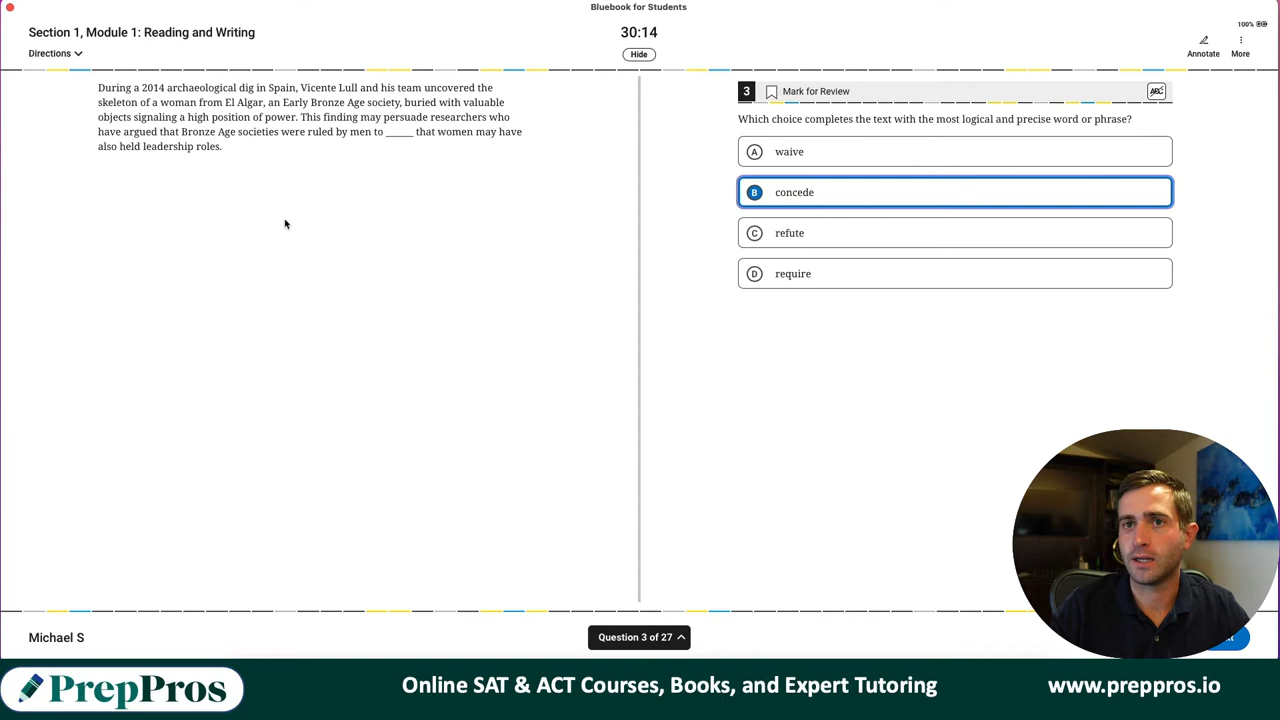 Bluebook for Students
Section 1, Module 1: Reading and Writing
30:14
100%
Directions
Hide
Annotate
More
During a 2014 archaeological dig in Spain, Vicente Lull and his team uncovered the
skeleton of a woman from El Algar, an Early Bronze Age society, buried with valuable
objects signaling a high position of power. This finding may persuade researchers who
have argued that Bronze Age societies were ruled by men to ______ that women may have
also held leadership roles.
3
Mark for Review
ABC
Which choice completes the text with the most logical and precise word or phrase?
A waive
B concede
C refute
D require
Michael S
Question 3 of 27
PrepPros
Online SAT & ACT Courses, Books, and Expert Tutoring
www.preppros.io